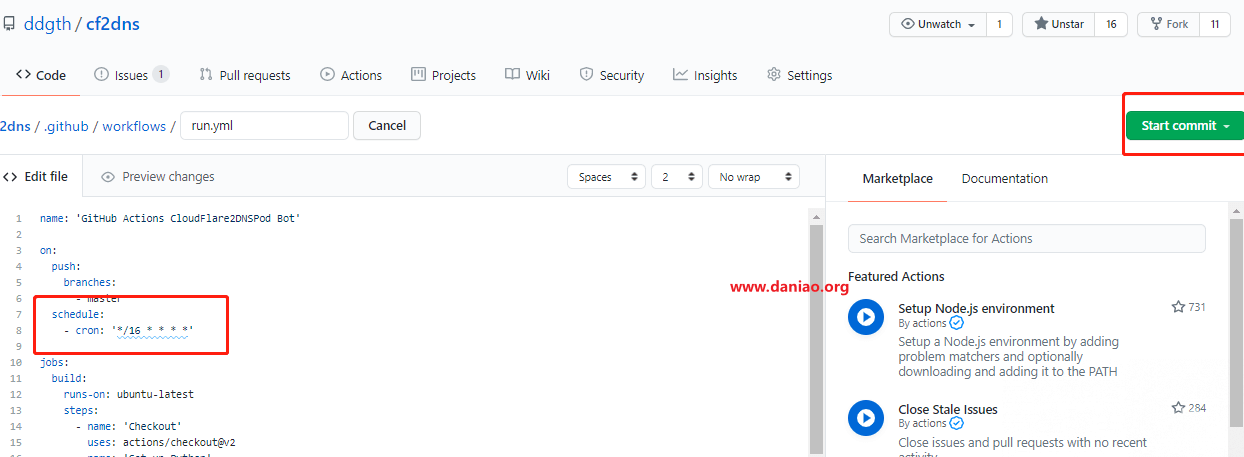 ddgth / cf2dns
Unwatch 1 Unstar 16 Fork 11
Code Issues 1 Pull requests Actions Projects Wiki Security Insights Settings
2dns / .github / workflows / run.yml Cancel Start commit
Edit file Preview changes Spaces 2 No wrap
1 name: 'GitHub Actions CloudFlare2DNSPod Bot'
2
3 on:
4 push:
5 branches:
6 - master
7 schedule:
8 - cron: '*/16 * * * *'
9
10 jobs:
11 build:
12 runs-on: ubuntu-latest
13 steps:
14 - name: 'Checkout'
15 uses: actions/checkout@v2
name: 'Set up Python'
Marketplace Documentation
Search Marketplace for Actions
Featured Actions
www.daniao.org
Setup Node.js environment 731
By actions
Setup a Node.js environment by adding
problem matchers and optionally
downloading and adding it to the PATH
Close Stale Issues 284
By actions
Close issues and pull requests with no recent
activity